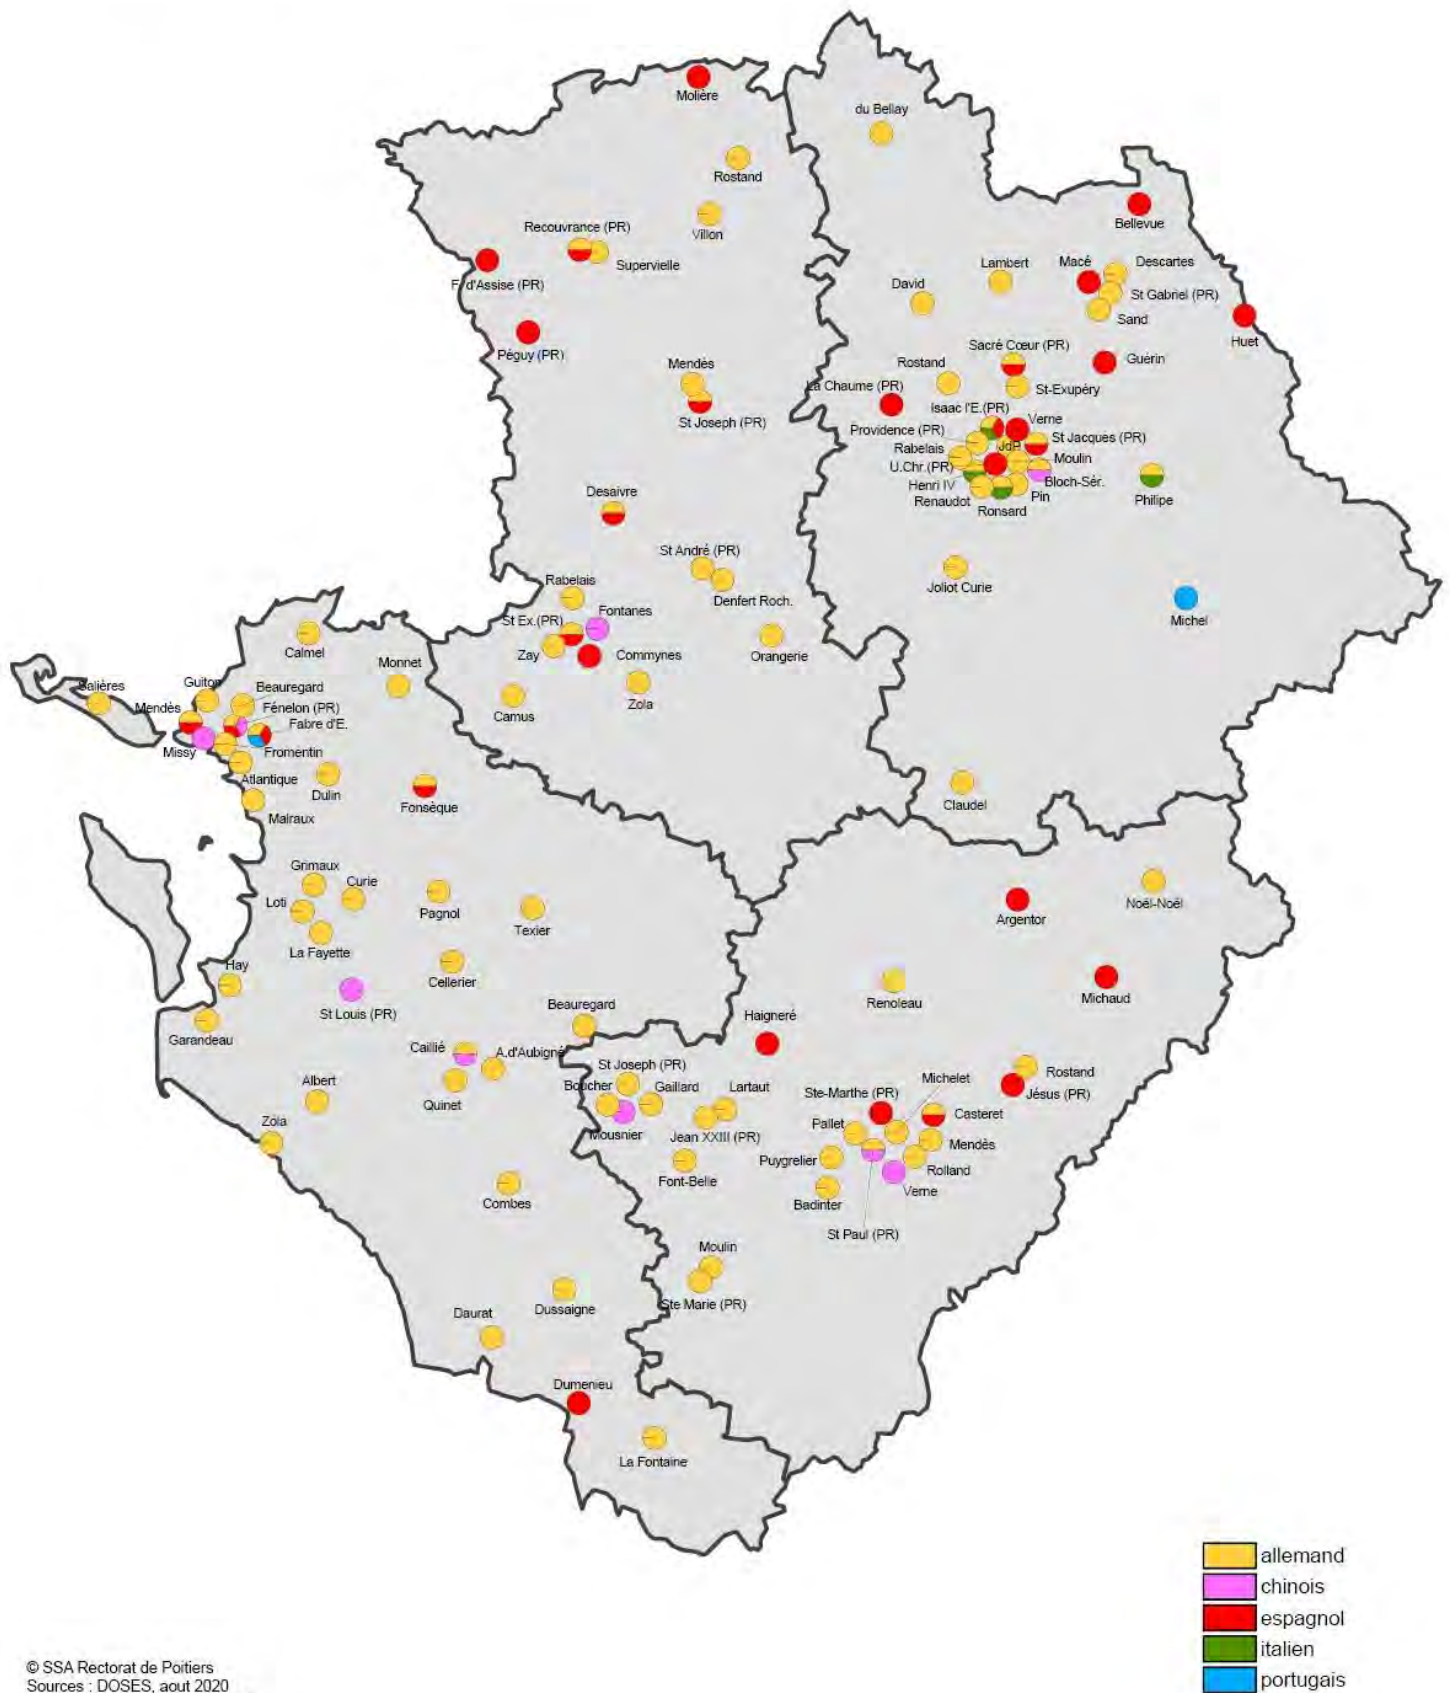 Molière
du Bellay
Rostand
Bellevue
Villon
Recouvrance (PR)
Supervielle
F. d'Assise (PR)
Lambert
Macé
Descartes
St Gabriel (PR)
David
Sand
Huet
Péguy (PR)
Sacré Cœur (PR)
Guérin
Mendès
Rostand
St-Exupéry
La Chaume (PR)
Isaac l'E.(PR)
Verne
St Joseph (PR)
Providence (PR)
St Jacques (PR)
JdP
Rabelais
Moulin
U.Chr.(PR)
Bloch-Sér.
Henri IV
Pin
Philipe
Renaudot
Ronsard
Desaivre
St André (PR)
Denfert Roch.
Joliot Curie
Michel
Rabelais
Fontanes
St Ex.(PR)
Zay
Commynes
Orangerie
Calmel
Monnet
Zola
Camus
Salières
Guiton
Beauregard
Mendès
Fénelon (PR)
Fabre d'E.
Missy
Fromentin
Atlantique
Dulin
Fonsèque
Malraux
Claudel
Grimaux
Curie
Loti
Pagnol
Texier
La Fayette
Argentor
Noël-Noël
Hay
Cellerier
St Louis (PR)
Renoleau
Michaud
Garandeau
Beauregard
Haigneré
Caillié
A.d'Aubigné
Quinet
Albert
Zola
St Joseph (PR)
Boucher
Gaillard
Lartaut
Mousnier
Jean XXIII (PR)
Font-Belle
Ste-Marthe (PR)
Michelet
Rostand
Jésus (PR)
Pallet
Casteret
Mendès
Puygrelier
Rolland
Badinter
Verne
St Paul (PR)
Combes
Moulin
Ste Marie (PR)
Dussaigne
Daurat
Dumenieu
La Fontaine
allemand
chinois
espagnol
italien
portugais
© SSA Rectorat de Poitiers
Sources : DOSES, aout 2020